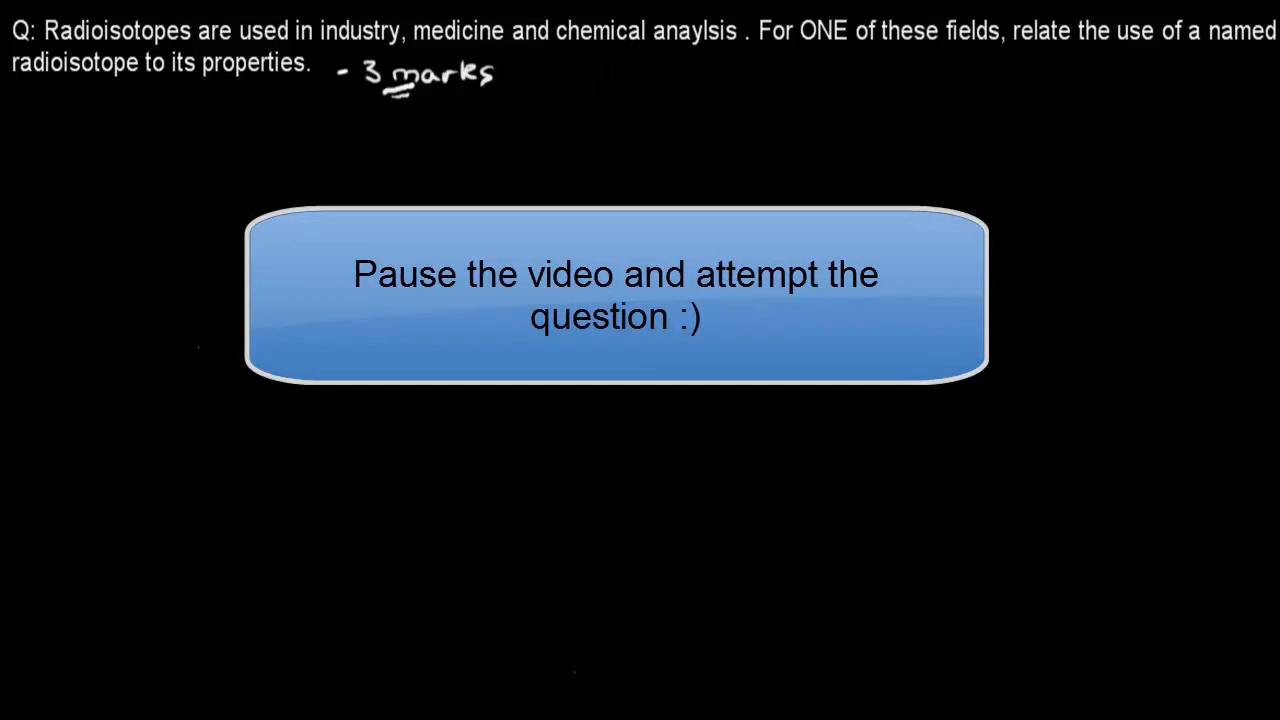 Q: Radioisotopes are used in industry, medicine and chemical anaylsis . For ONE of these fields, relate the use of a named
radioisotope to its properties.
- 3 marks
Pause the video and attempt the
question :)